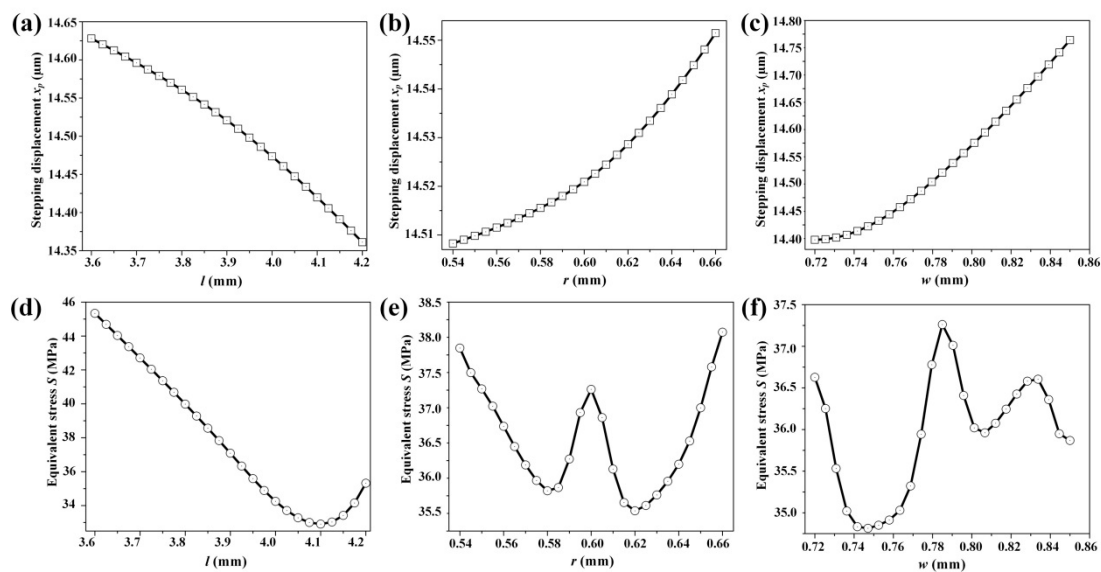 (a)
Stepping displacement xp (μm)
14.65
14.60
14.55
14.50
14.45
14.40
14.35
3.6 3.7 3.8 3.9 4.0 4.1 4.2
l (mm)
(b)
Stepping displacement xp (μm)
14.55
14.54
14.53
14.52
14.51
0.54 0.56 0.58 0.60 0.62 0.64 0.66
r (mm)
(c)
Stepping displacement xp (μm)
14.80
14.75
14.70
14.65
14.60
14.55
14.50
14.45
14.40
0.72 0.74 0.76 0.78 0.80 0.82 0.84 0.86
w (mm)
(d)
Equivalent stress S (MPa)
46
44
42
40
38
36
34
3.6 3.7 3.8 3.9 4.0 4.1 4.2
l (mm)
(e)
Equivalent stress S (MPa)
38.5
38.0
37.5
37.0
36.5
36.0
35.5
0.54 0.56 0.58 0.60 0.62 0.64 0.66
r (mm)
(f)
Equivalent stress S (MPa)
37.5
37.0
36.5
36.0
35.5
35.0
0.72 0.74 0.76 0.78 0.80 0.82 0.84 0.86
w (mm)